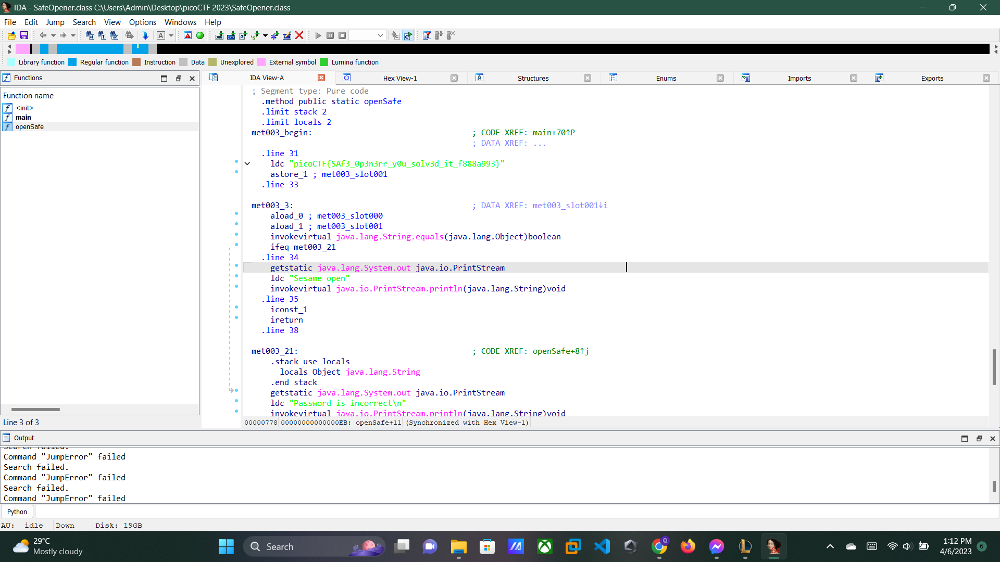 IDA - SafeOpener.class C:\Users\Admin\Desktop\picoCTF 2023\SafeOpener.class
File Edit Jump Search View Options Windows Help
Library function Regular function Instruction Data Unexplored External symbol Lumina function
Functions
IDA View-A Hex View-1 Structures Enums Imports Exports
Function name
<init>
main
openSafe
Line 3 of 3
; Segment type: Pure code
.method public static openSafe
.limit stack 2
.limit locals 2
met003_begin: ; CODE XREF: main+70↑P
; DATA XREF: ...
.line 31
ldc "picoCTF{SAf3_0p3n3rr_y0u_solv3d_it_f888a993}"
astore_1 ; met003_slot001
.line 33
met003_3: ; DATA XREF: met003_slot001↓i
aload_0 ; met003_slot000
aload_1 ; met003_slot001
invokevirtual java.lang.String.equals(java.lang.Object)boolean
ifeq met003_21
.line 34
getstatic java.lang.System.out java.io.PrintStream
ldc "Sesame open"
invokevirtual java.io.PrintStream.println(java.lang.String)void
.line 35
iconst_1
ireturn
.line 38
met003_21: ; CODE XREF: openSafe+8↑j
.stack use locals
locals Object java.lang.String
.end stack
getstatic java.lang.System.out java.io.PrintStream
ldc "Password is incorrect\n"
invokevirtual java.io.PrintStream.println(java.lang.String)void
00000778 00000000000000EB: openSafe+11 (Synchronized with Hex View-1)
Output
Search failed.
Command "JumpError" failed
Search failed.
Command "JumpError" failed
Search failed.
Command "JumpError" failed
Python
AU: idle Down Disk: 19GB
29°C
Mostly cloudy
Search
1:12 PM
4/6/2023
6